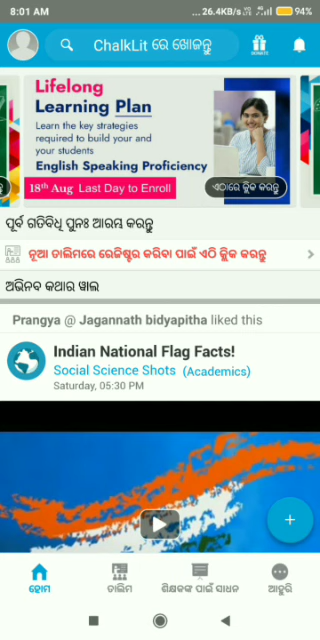 8:01 AM
... 26.4KB/s
94%
ChalkLit ରେ ଖୋଜନ୍ତୁ
DONATE
Lifelong
Learning Plan
Learn the key strategies
required to build your and
your students
English Speaking Proficiency
18th Aug Last Day to Enroll
ଏଠାରେ କ୍ଲିକ କରନ୍ତୁ
ପୂର୍ବ ଗତିବିଧି ପୁନଃ ଆରମ୍ଭ କରନ୍ତୁ
ନୂଆ ତାଲିମରେ ରେଜିଷ୍ଟର କରିବା ପାଇଁ ଏଠି କ୍ଲିକ କରନ୍ତୁ
ଅଭିନବ କଥାର ୱାଲ
Prangya @ Jagannath bidyapitha liked this
Indian National Flag Facts!
Social Science Shots (Academics)
Saturday, 05:30 PM
ହୋମ
ତାଲିମ
ଶିକ୍ଷକଙ୍କ ପାଇଁ ସାଧନ
ଆହୁରି